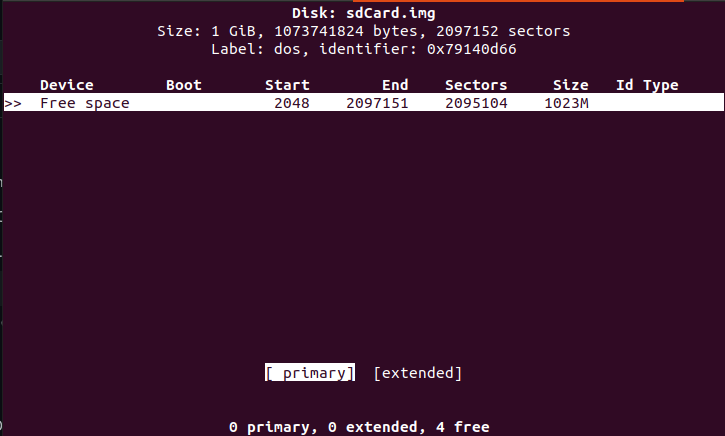 Disk: sdCard.img
Size: 1 GiB, 1073741824 bytes, 2097152 sectors
Label: dos, identifier: 0x79140d66
Device Boot Start End Sectors Size Id Type
>> Free space 2048 2097151 2095104 1023M
[ primary] [extended]
0 primary, 0 extended, 4 free